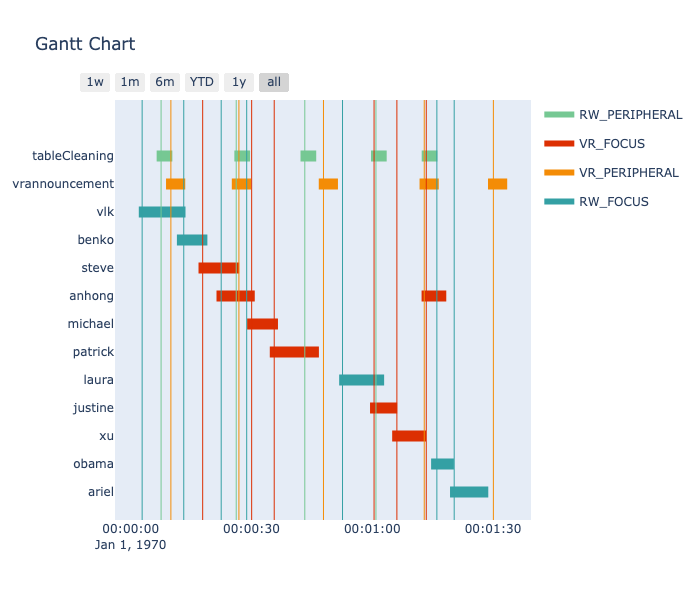 Gantt Chart
1w 1m 6m YTD 1y all
RW_PERIPHERAL
VR_FOCUS
VR_PERIPHERAL
RW_FOCUS
tableCleaning
vrannouncement
vlk
benko
steve
anhong
michael
patrick
laura
justine
xu
obama
ariel
00:00:00 00:00:30 00:01:00 00:01:30
Jan 1, 1970